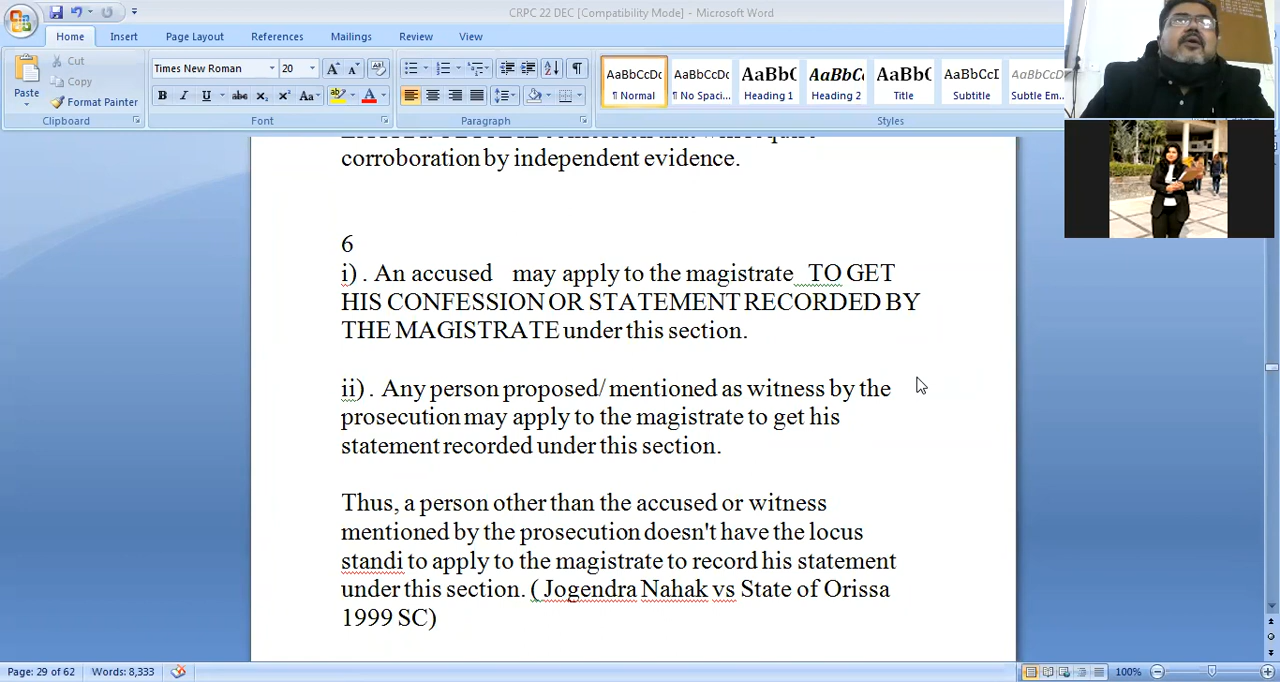 CRPC 22 DEC [Compatibility Mode] - Microsoft Word
Home Insert Page Layout References Mailings Review View
Paste
Cut
Copy
Format Painter
Times New Roman 20
AaBbCcDc AaBbCcDc AaBbC AaBbCc AaBbC AaBbCcI AaBbCcDc
¶ Normal ¶ No Spaci... Heading 1 Heading 2 Title Subtitle Subtle Em...
Clipboard Font Paragraph Styles
corroboration by independent evidence.
6
i) . An accused may apply to the magistrate TO GET
HIS CONFESSION OR STATEMENT RECORDED BY
THE MAGISTRATE under this section.
ii) . Any person proposed/ mentioned as witness by the
prosecution may apply to the magistrate to get his
statement recorded under this section.
Thus, a person other than the accused or witness
mentioned by the prosecution doesn't have the locus
standi to apply to the magistrate to record his statement
under this section. ( Jogendra Nahak vs State of Orissa
1999 SC)
Page: 29 of 62 Words: 8,333 100%